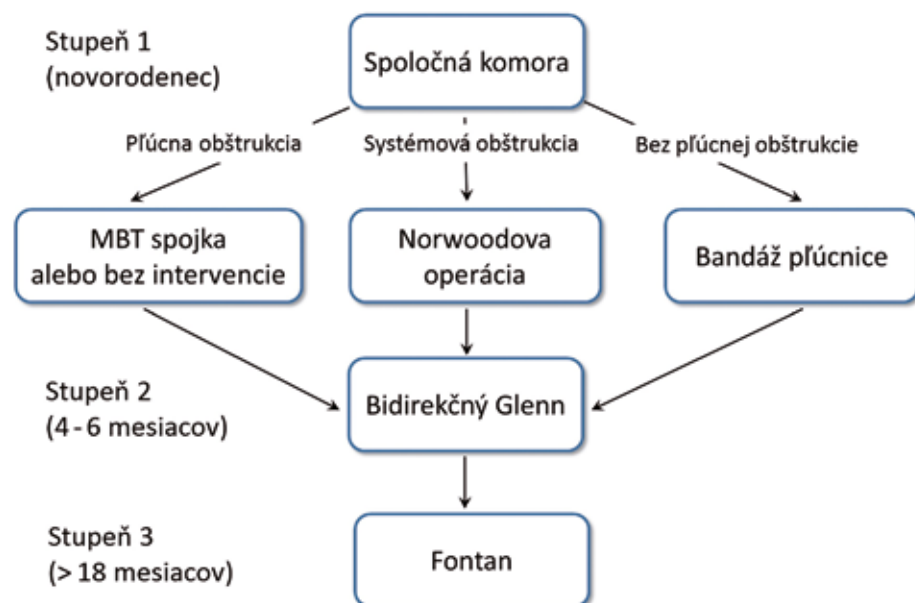 Stupeň 1
(novorodenec)
Spoločná komora
Pľúcna obštrukcia
Systémová obštrukcia
Bez pľúcnej obštrukcie
MBT spojka
alebo bez intervencie
Norwoodova
operácia
Bandáž pľúcnice
Stupeň 2
(4 - 6 mesiacov)
Bidirekčný Glenn
Stupeň 3
(> 18 mesiacov)
Fontan